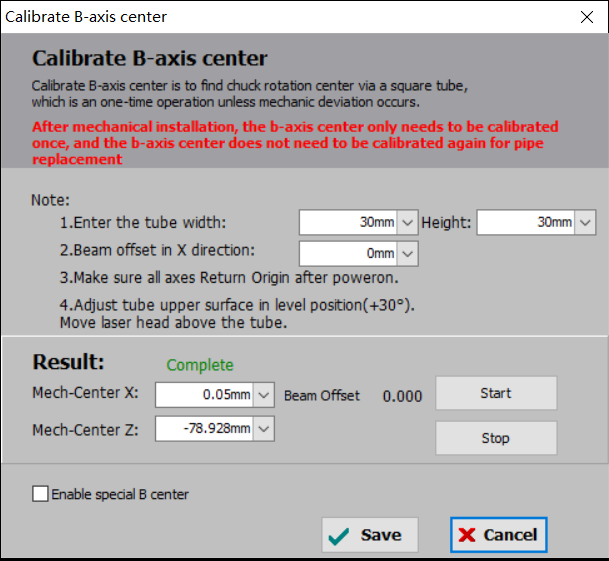 Calibrate B-axis center
Calibrate B-axis center
Calibrate B-axis center is to find chuck rotation center via a square tube,
which is an one-time operation unless mechanic deviation occurs.
After mechanical installation, the b-axis center only needs to be calibrated
once, and the b-axis center does not need to be calibrated again for pipe
replacement
Note:
1.Enter the tube width: 30mm Height: 30mm
2.Beam offset in X direction: 0mm
3.Make sure all axes Return Origin after poweron.
4.Adjust tube upper surface in level position(+30°).
Move laser head above the tube.
Result: Complete
Mech-Center X: 0.05mm Beam Offset 0.000 Start
Mech-Center Z: -78.928mm Stop
Enable special B center
Save Cancel